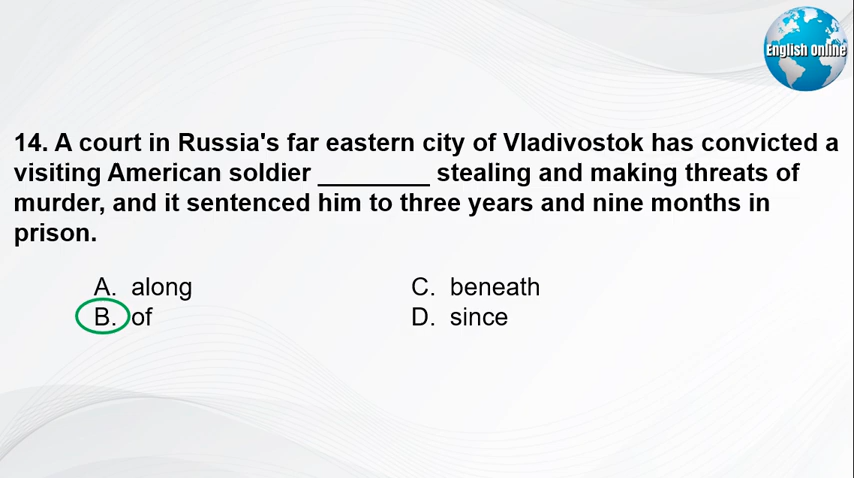 English Online
14. A court in Russia's far eastern city of Vladivostok has convicted a
visiting American soldier ________ stealing and making threats of
murder, and it sentenced him to three years and nine months in
prison.
A. along
B. of
C. beneath
D. since